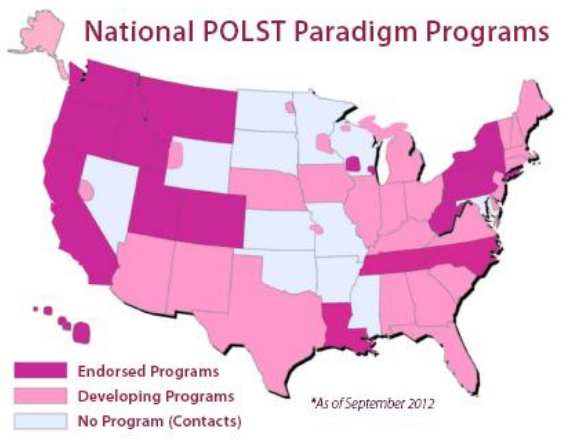 National POLST Paradigm Programs
Endorsed Programs
Developing Programs
No Program (Contacts)
*As of September 2012